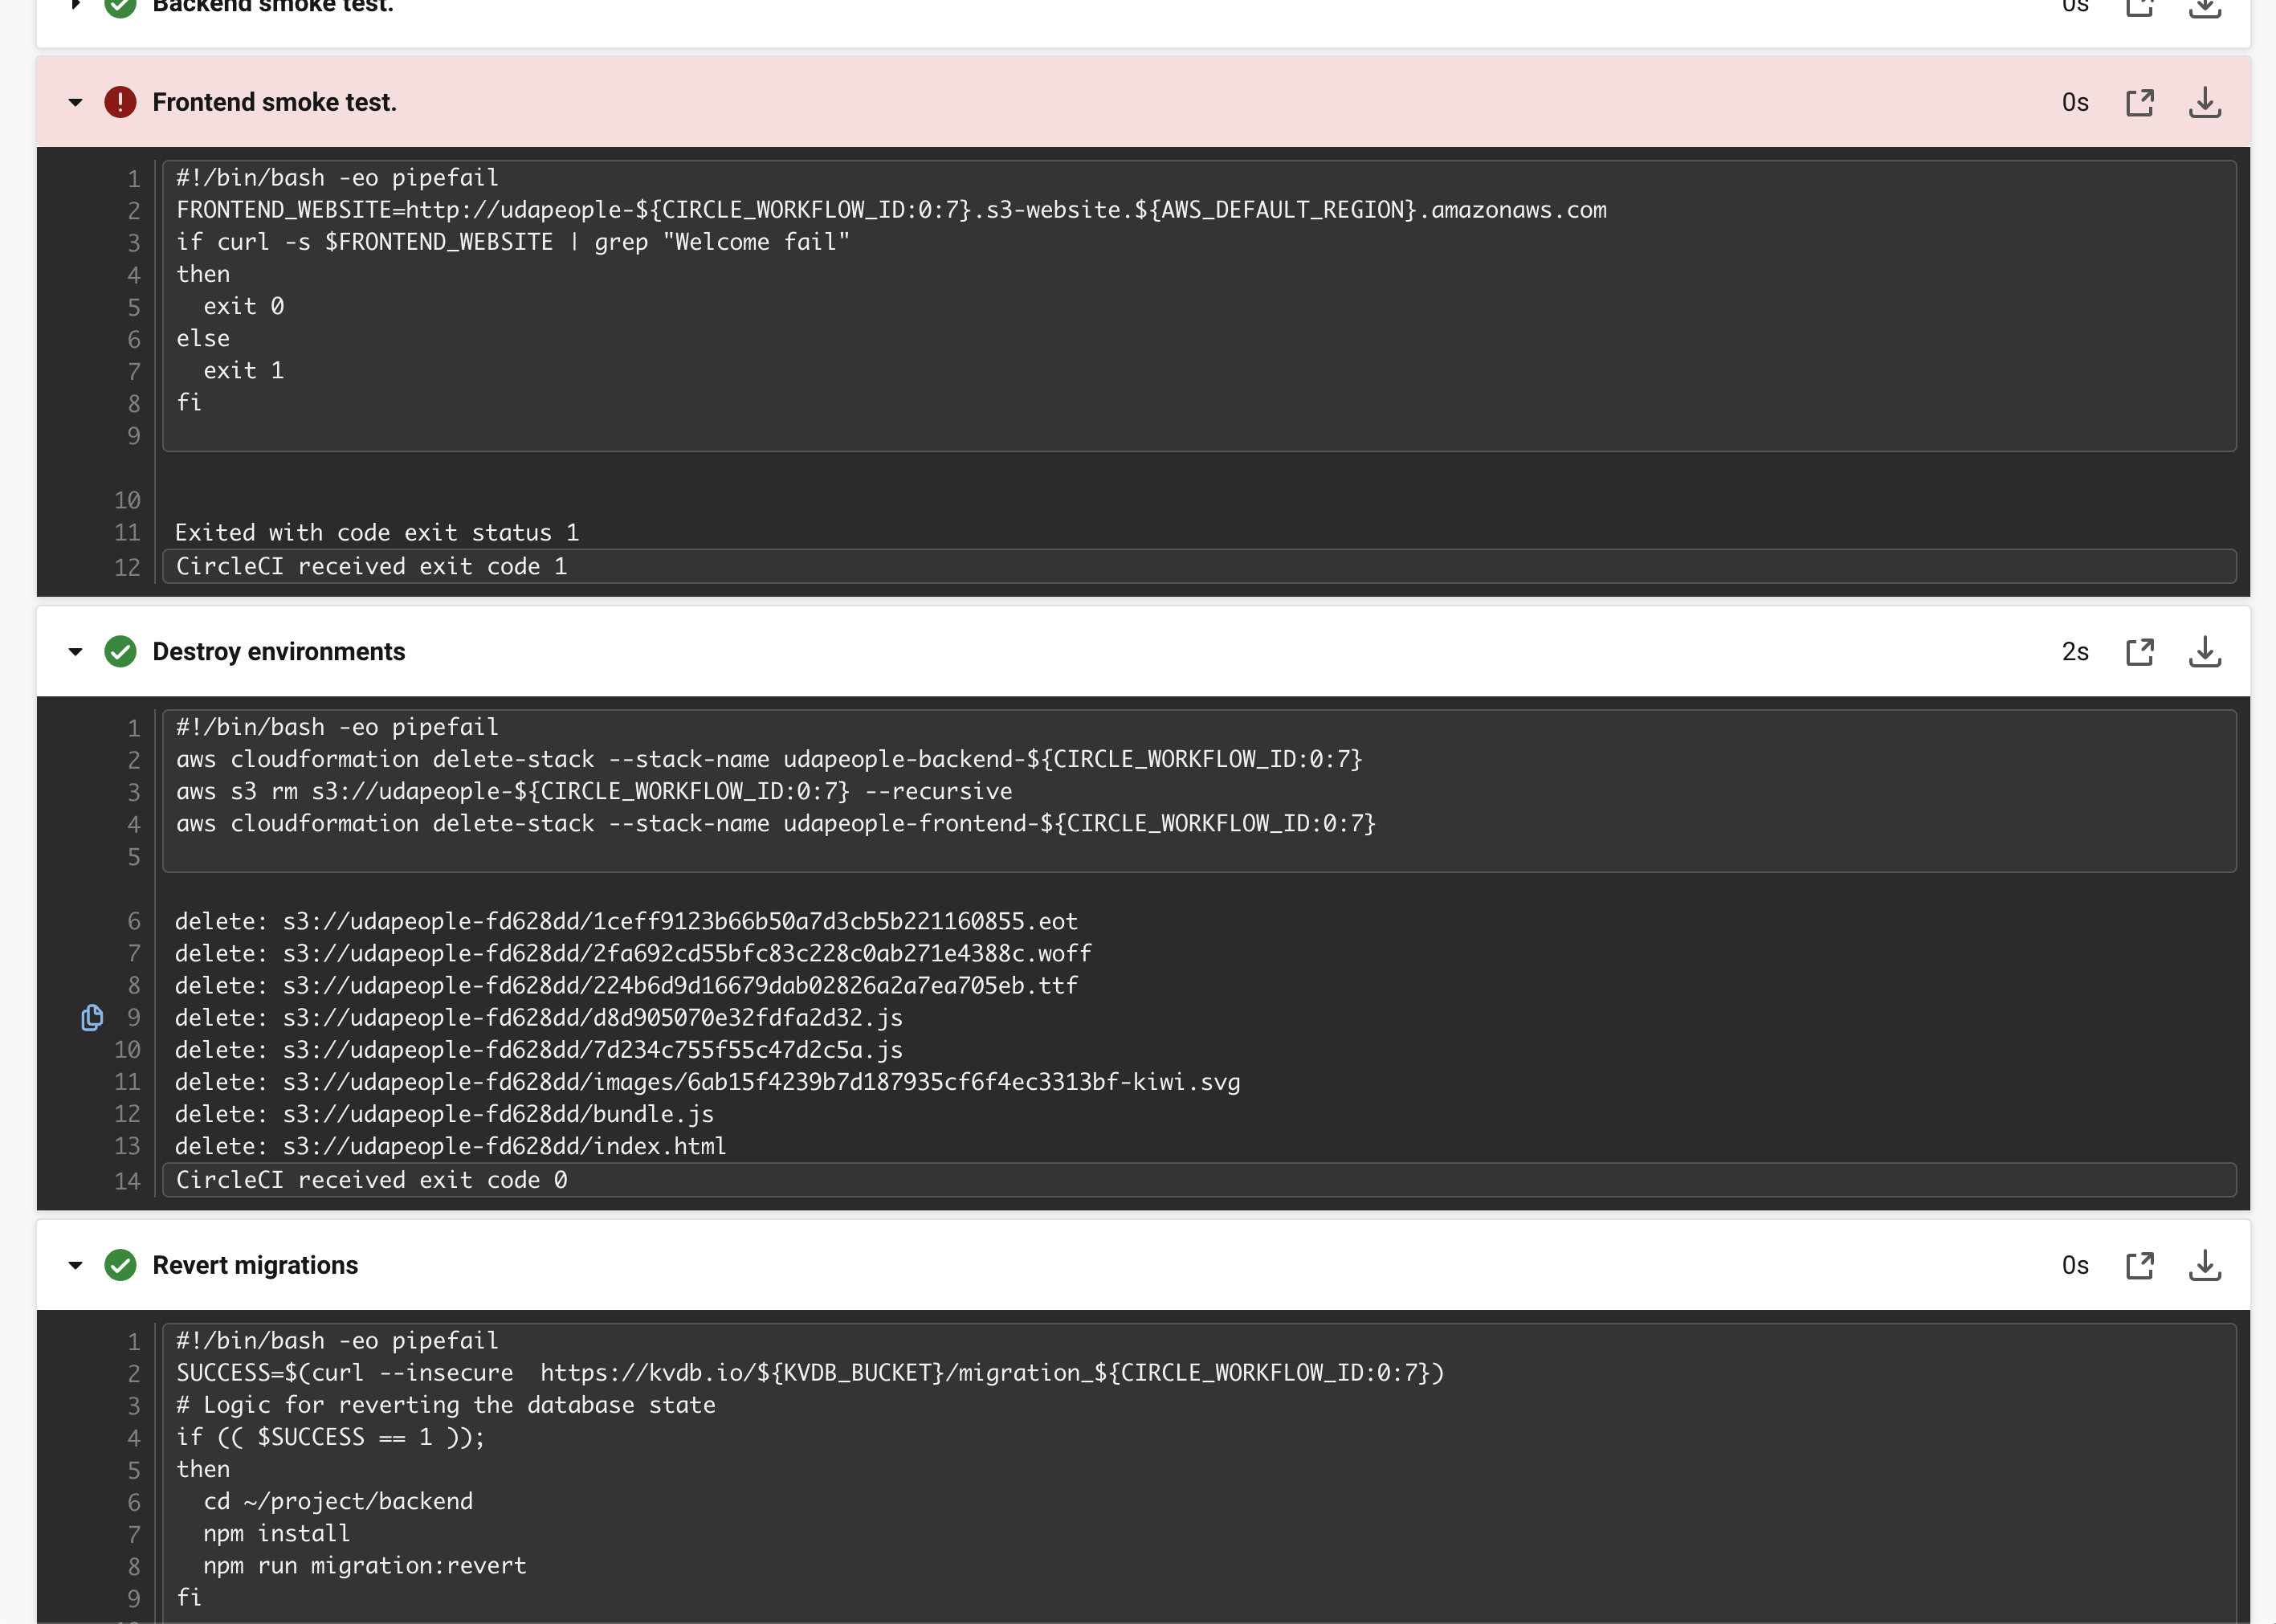 Backend smoke test.
0s
Frontend smoke test.
0s
1 #!/bin/bash -eo pipefail
2 FRONTEND_WEBSITE=http://udapeople-${CIRCLE_WORKFLOW_ID:0:7}.s3-website.${AWS_DEFAULT_REGION}.amazonaws.com
3 if curl -s $FRONTEND_WEBSITE | grep "Welcome fail"
4 then
5   exit 0
6 else
7   exit 1
8 fi
9
10
11 Exited with code exit status 1
12 CircleCI received exit code 1
Destroy environments
2s
1 #!/bin/bash -eo pipefail
2 aws cloudformation delete-stack --stack-name udapeople-backend-${CIRCLE_WORKFLOW_ID:0:7}
3 aws s3 rm s3://udapeople-${CIRCLE_WORKFLOW_ID:0:7} --recursive
4 aws cloudformation delete-stack --stack-name udapeople-frontend-${CIRCLE_WORKFLOW_ID:0:7}
5
6 delete: s3://udapeople-fd628dd/1ceff9123b66b50a7d3cb5b221160855.eot
7 delete: s3://udapeople-fd628dd/2fa692cd55bfc83c228c0ab271e4388c.woff
8 delete: s3://udapeople-fd628dd/224b6d9d16679dab02826a2a7ea705eb.ttf
9 delete: s3://udapeople-fd628dd/d8d905070e32fdfa2d32.js
10 delete: s3://udapeople-fd628dd/7d234c755f55c47d2c5a.js
11 delete: s3://udapeople-fd628dd/images/6ab15f4239b7d187935cf6f4ec3313bf-kiwi.svg
12 delete: s3://udapeople-fd628dd/bundle.js
13 delete: s3://udapeople-fd628dd/index.html
14 CircleCI received exit code 0
Revert migrations
0s
1 #!/bin/bash -eo pipefail
2 SUCCESS=$(curl --insecure  https://kvdb.io/${KVDB_BUCKET}/migration_${CIRCLE_WORKFLOW_ID:0:7})
3 # Logic for reverting the database state
4 if (( $SUCCESS == 1 ));
5 then
6   cd ~/project/backend
7   npm install
8   npm run migration:revert
9 fi